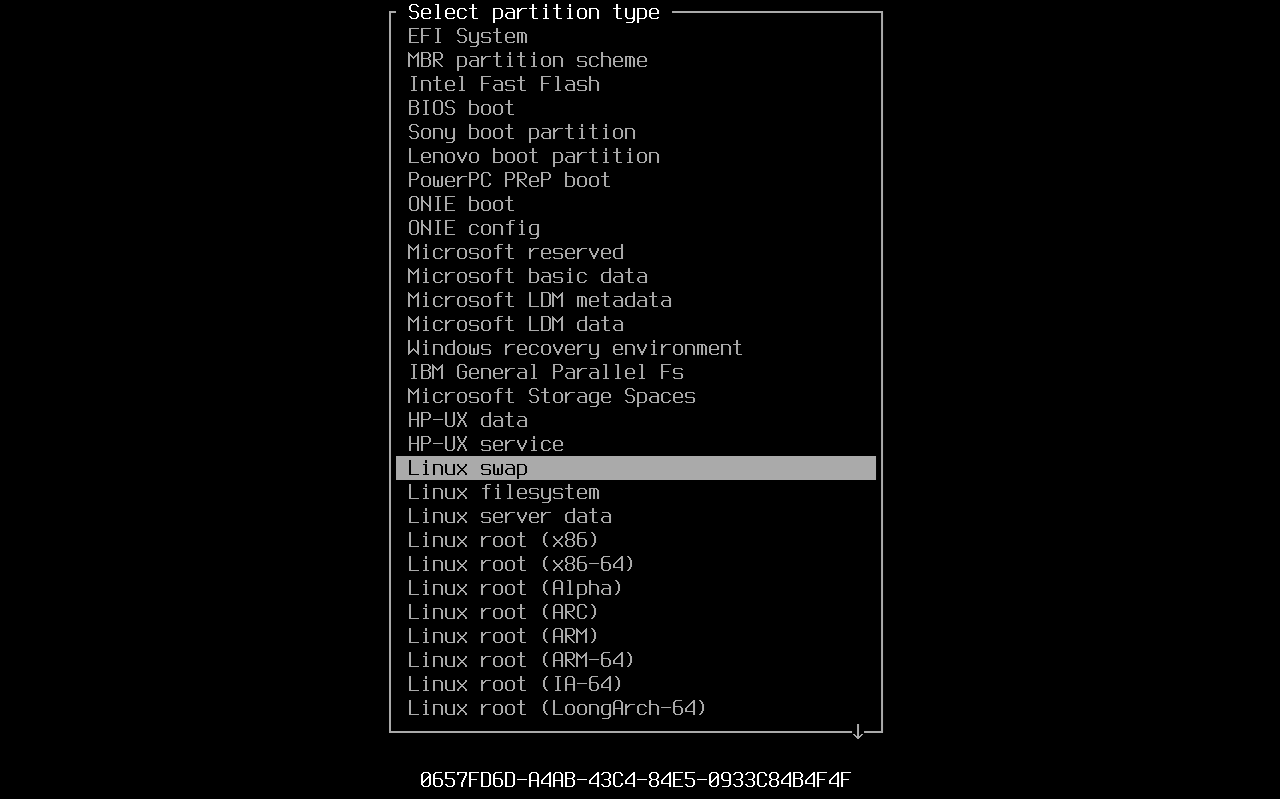 Select partition type
EFI System
MBR partition scheme
Intel Fast Flash
BIOS boot
Sony boot partition
Lenovo boot partition
PowerPC PReP boot
ONIE boot
ONIE config
Microsoft reserved
Microsoft basic data
Microsoft LDM metadata
Microsoft LDM data
Windows recovery environment
IBM General Parallel Fs
Microsoft Storage Spaces
HP-UX data
HP-UX service
Linux swap
Linux filesystem
Linux server data
Linux root (x86)
Linux root (x86-64)
Linux root (Alpha)
Linux root (ARC)
Linux root (ARM)
Linux root (ARM-64)
Linux root (IA-64)
Linux root (LoongArch-64)
↓
0657FD6D-A4AB-43C4-84E5-0933C84B4F4F